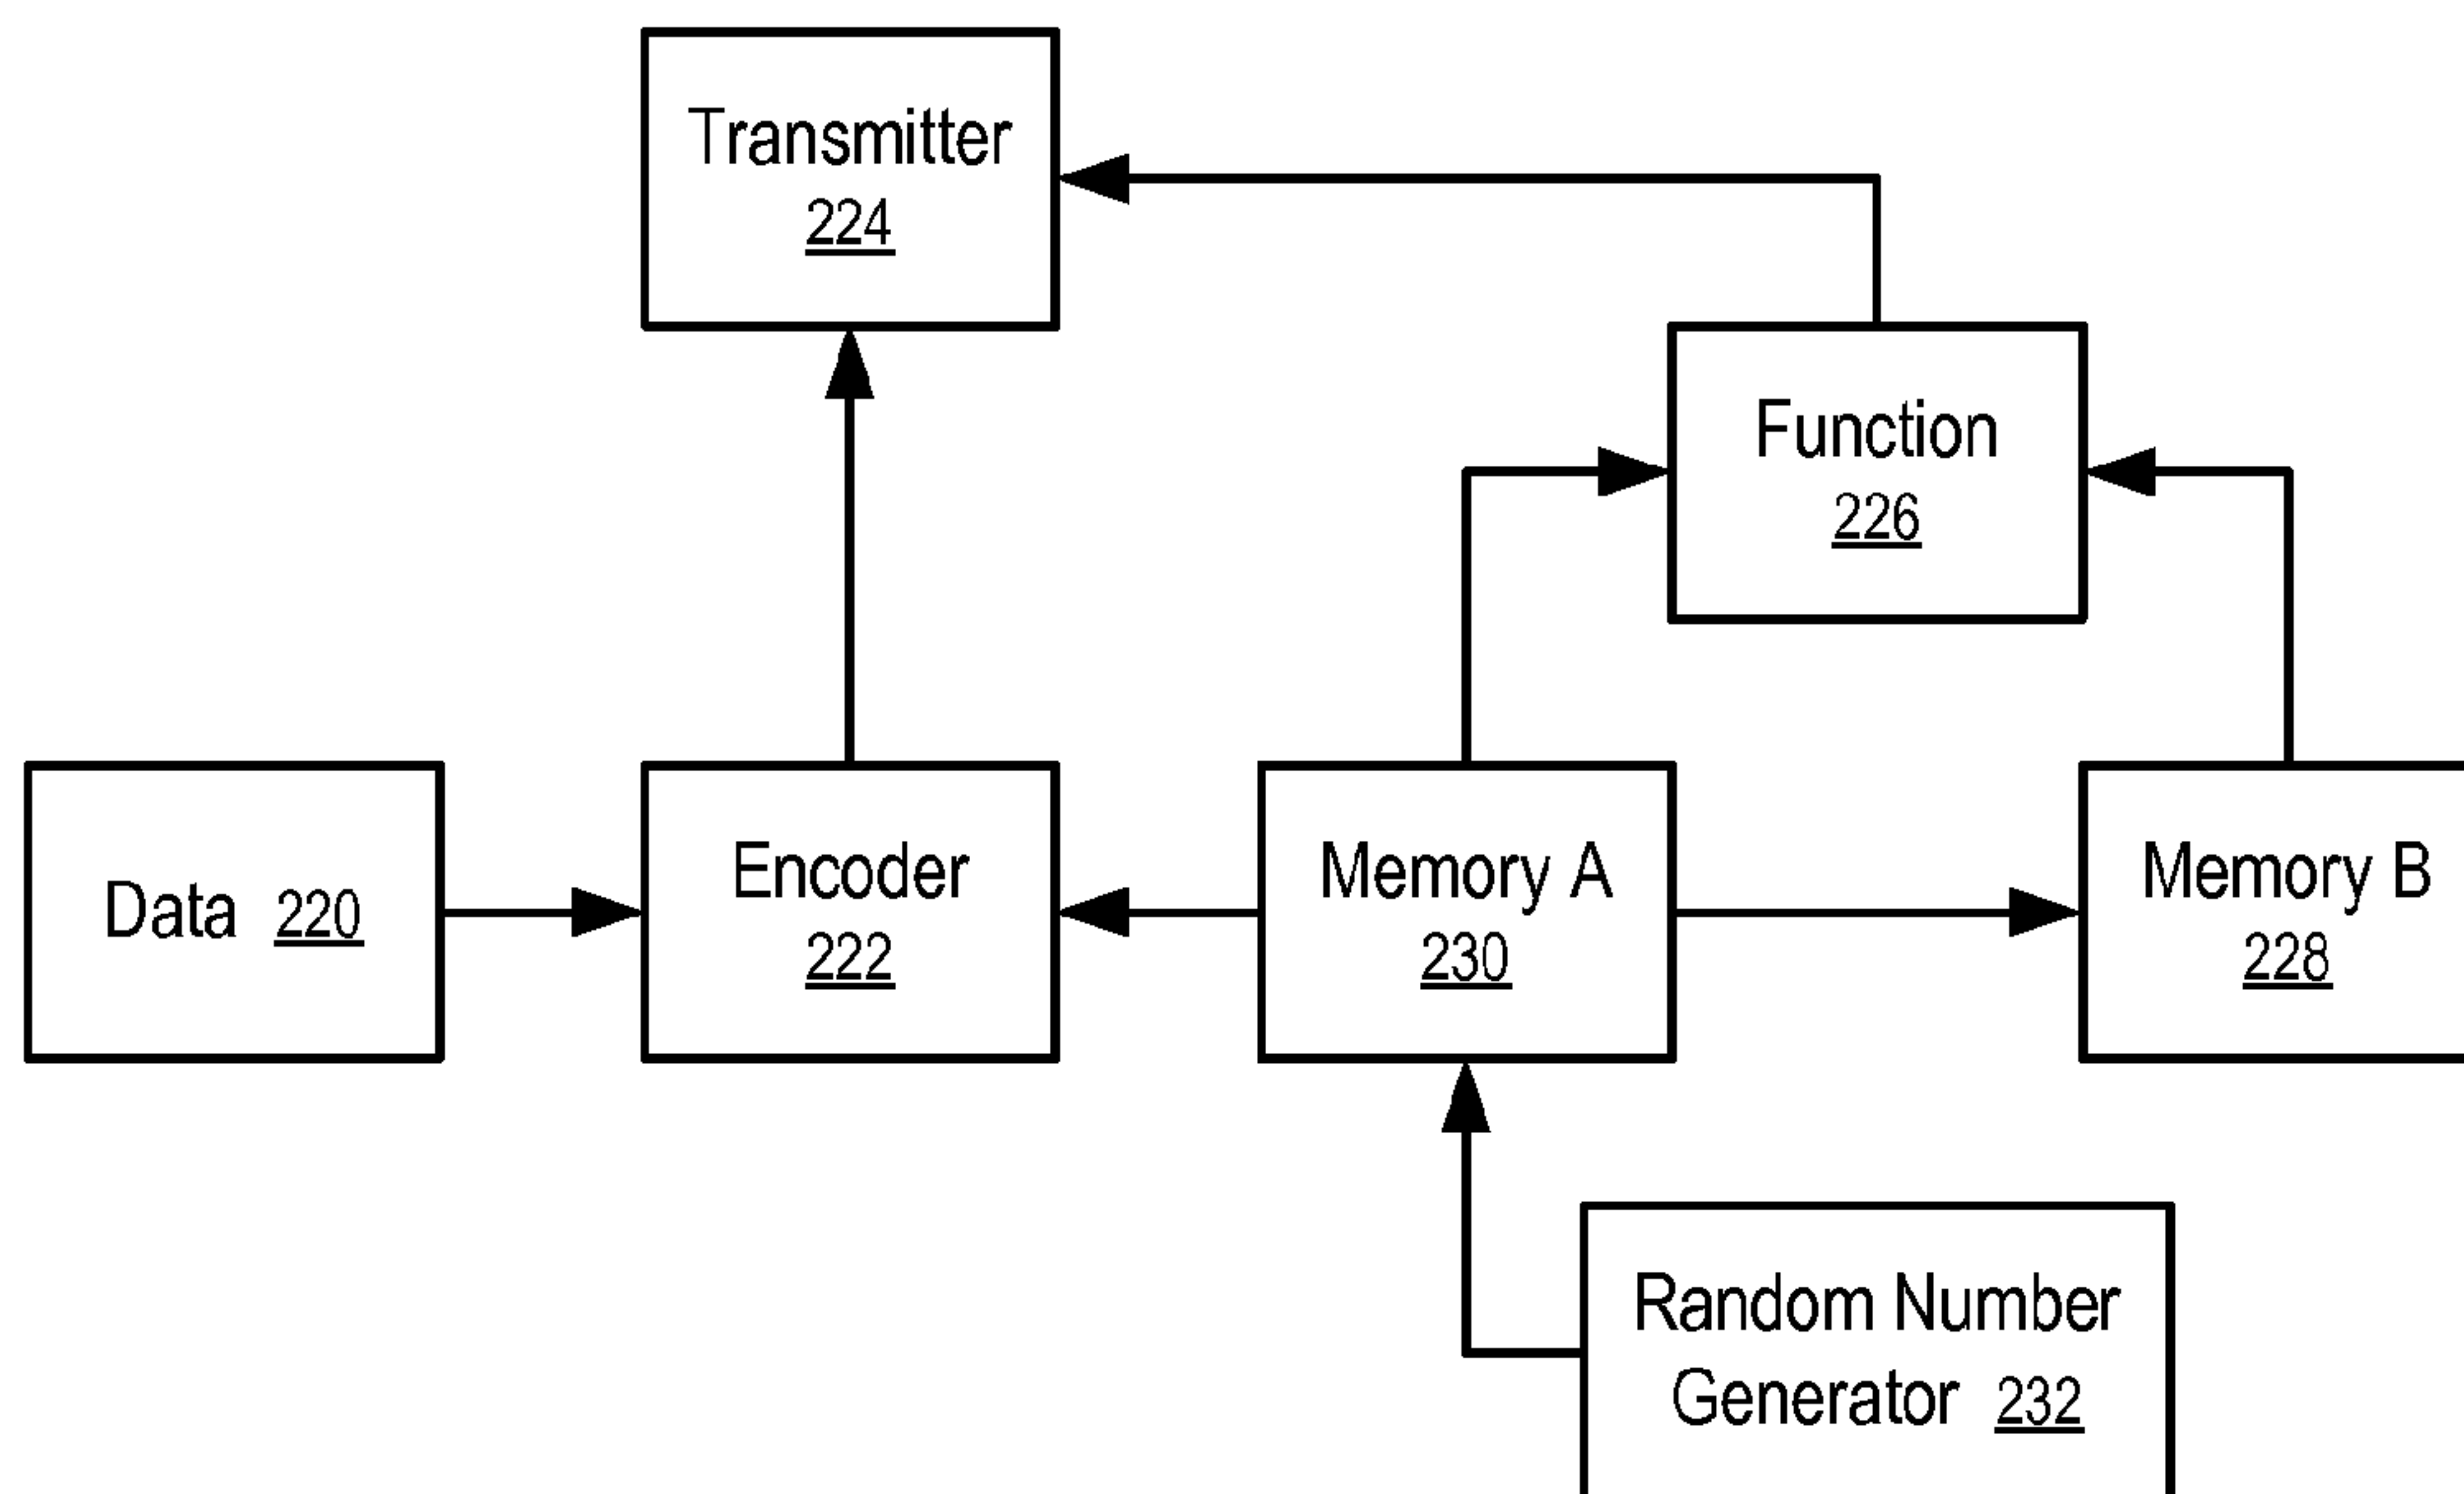 Transmitter
224
Function
226
Data 220
Encoder
222
Memory A
230
Memory B
228
Random Number
Generator 232